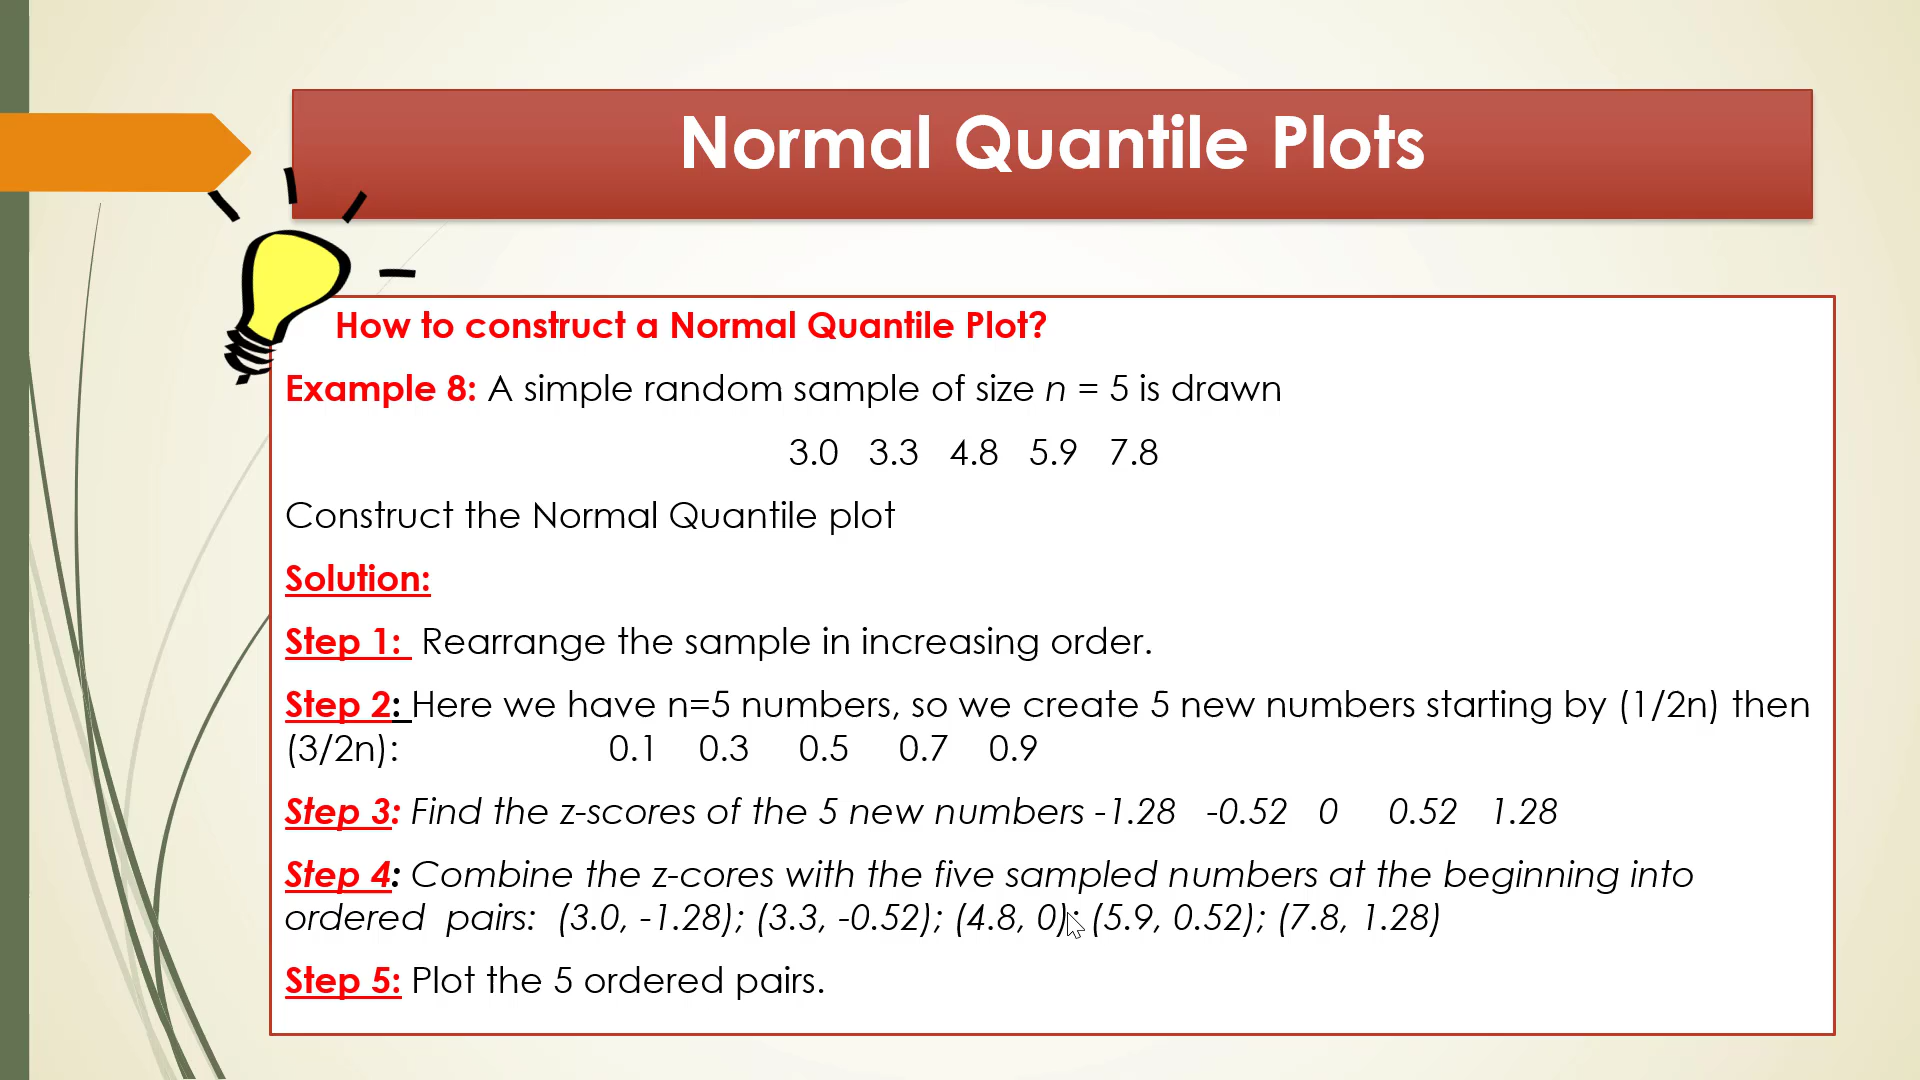 Normal Quantile Plots
How to construct a Normal Quantile Plot?
Example 8: A simple random sample of size n = 5 is drawn
3.0 3.3 4.8 5.9 7.8
Construct the Normal Quantile plot
Solution:
Step 1: Rearrange the sample in increasing order.
Step 2: Here we have n=5 numbers, so we create 5 new numbers starting by (1/2n) then
(3/2n): 0.1 0.3 0.5 0.7 0.9
Step 3: Find the z-scores of the 5 new numbers -1.28 -0.52 0 0.52 1.28
Step 4: Combine the z-cores with the five sampled numbers at the beginning into
ordered pairs: (3.0, -1.28); (3.3, -0.52); (4.8, 0); (5.9, 0.52); (7.8, 1.28)
Step 5: Plot the 5 ordered pairs.